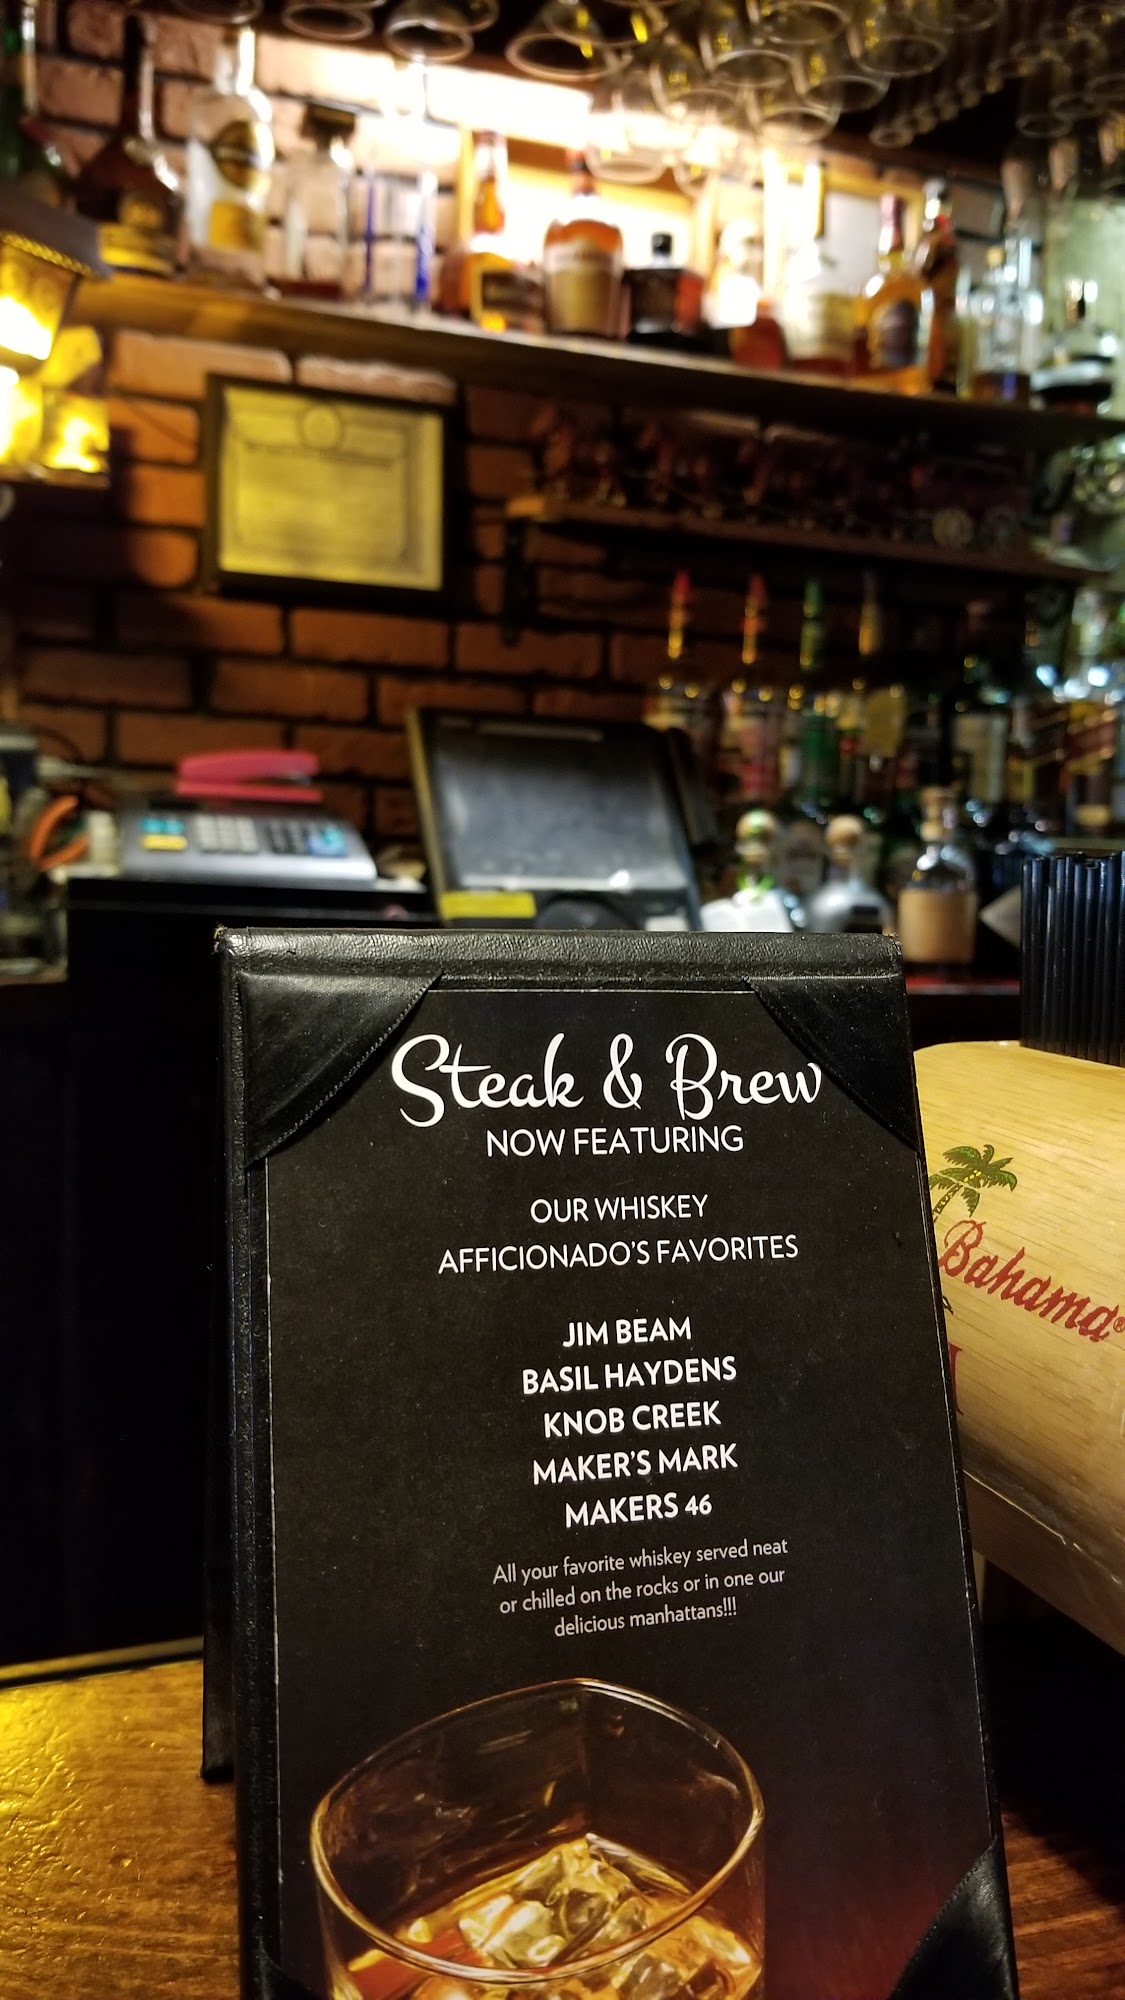 Steak & Brew
NOW FEATURING
OUR WHISKEY
AFFICIONADO'S FAVORITES
JIM BEAM
BASIL HAYDENS
KNOB CREEK
MAKER'S MARK
MAKERS 46
All your favorite whiskey served neat
or chilled on the rocks or in one our
delicious manhattans!!!
Bahama®